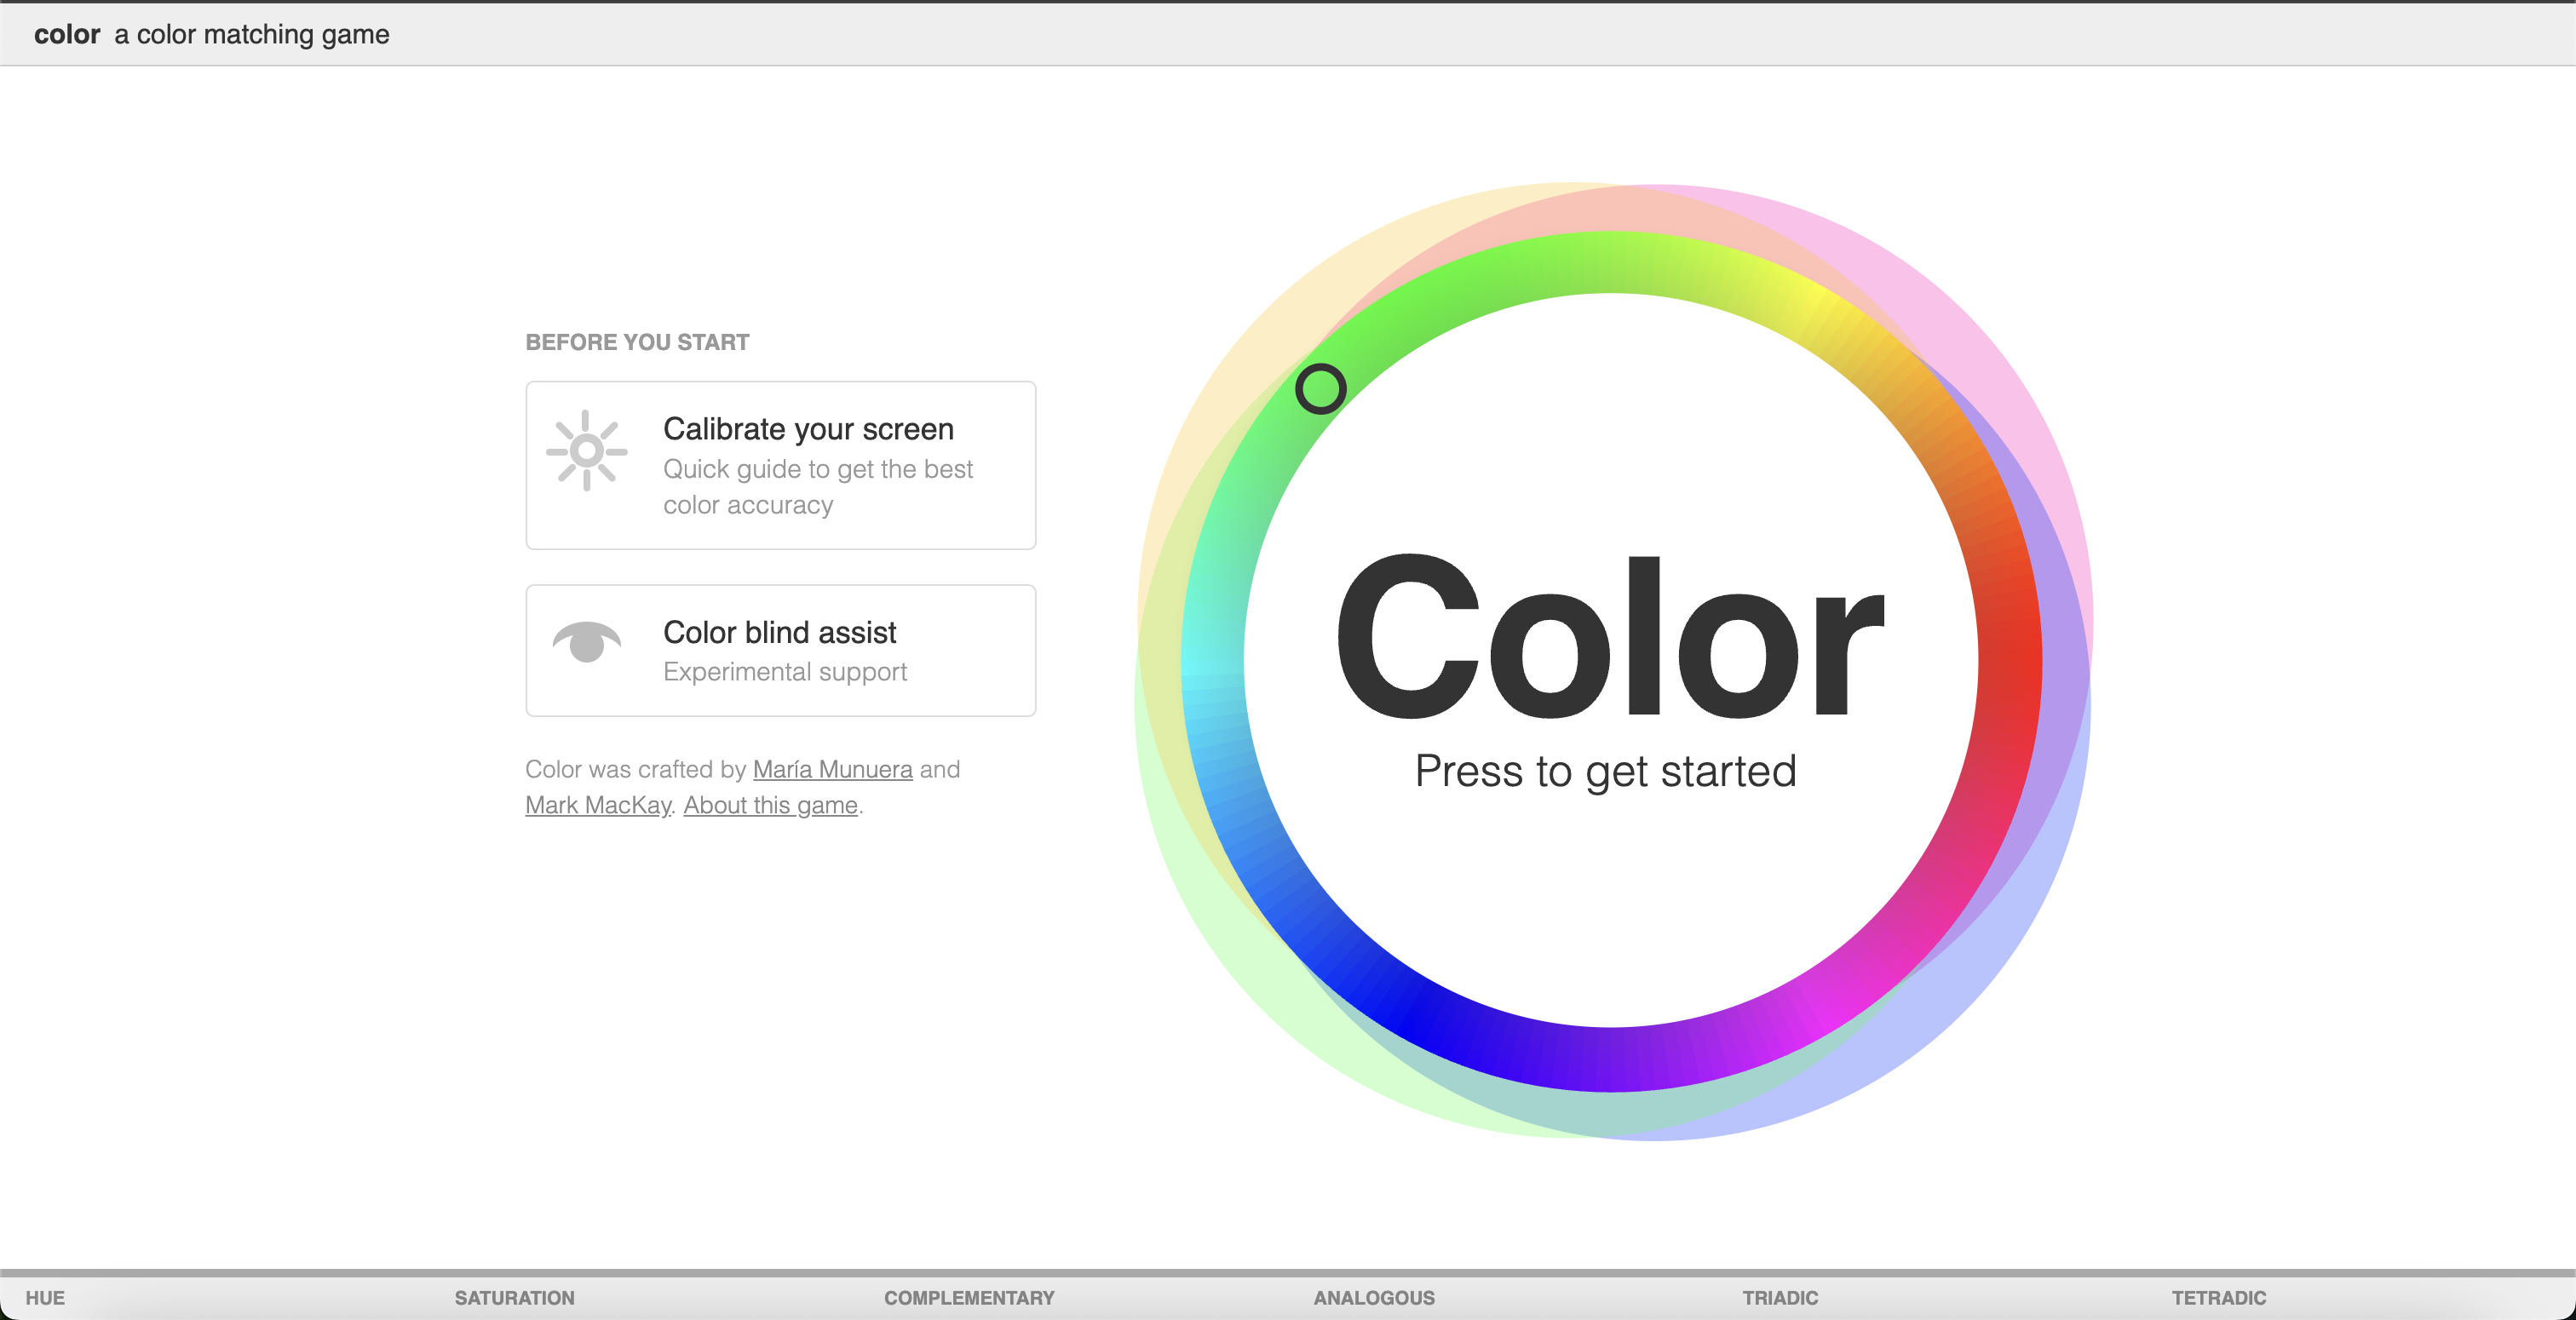 color a color matching game
BEFORE YOU START
Calibrate your screen
Quick guide to get the best
color accuracy
Color blind assist
Experimental support
Color was crafted by María Munuera and
Mark MacKay. About this game.
Color
Press to get started
HUE
SATURATION
COMPLEMENTARY
ANALOGOUS
TRIADIC
TETRADIC